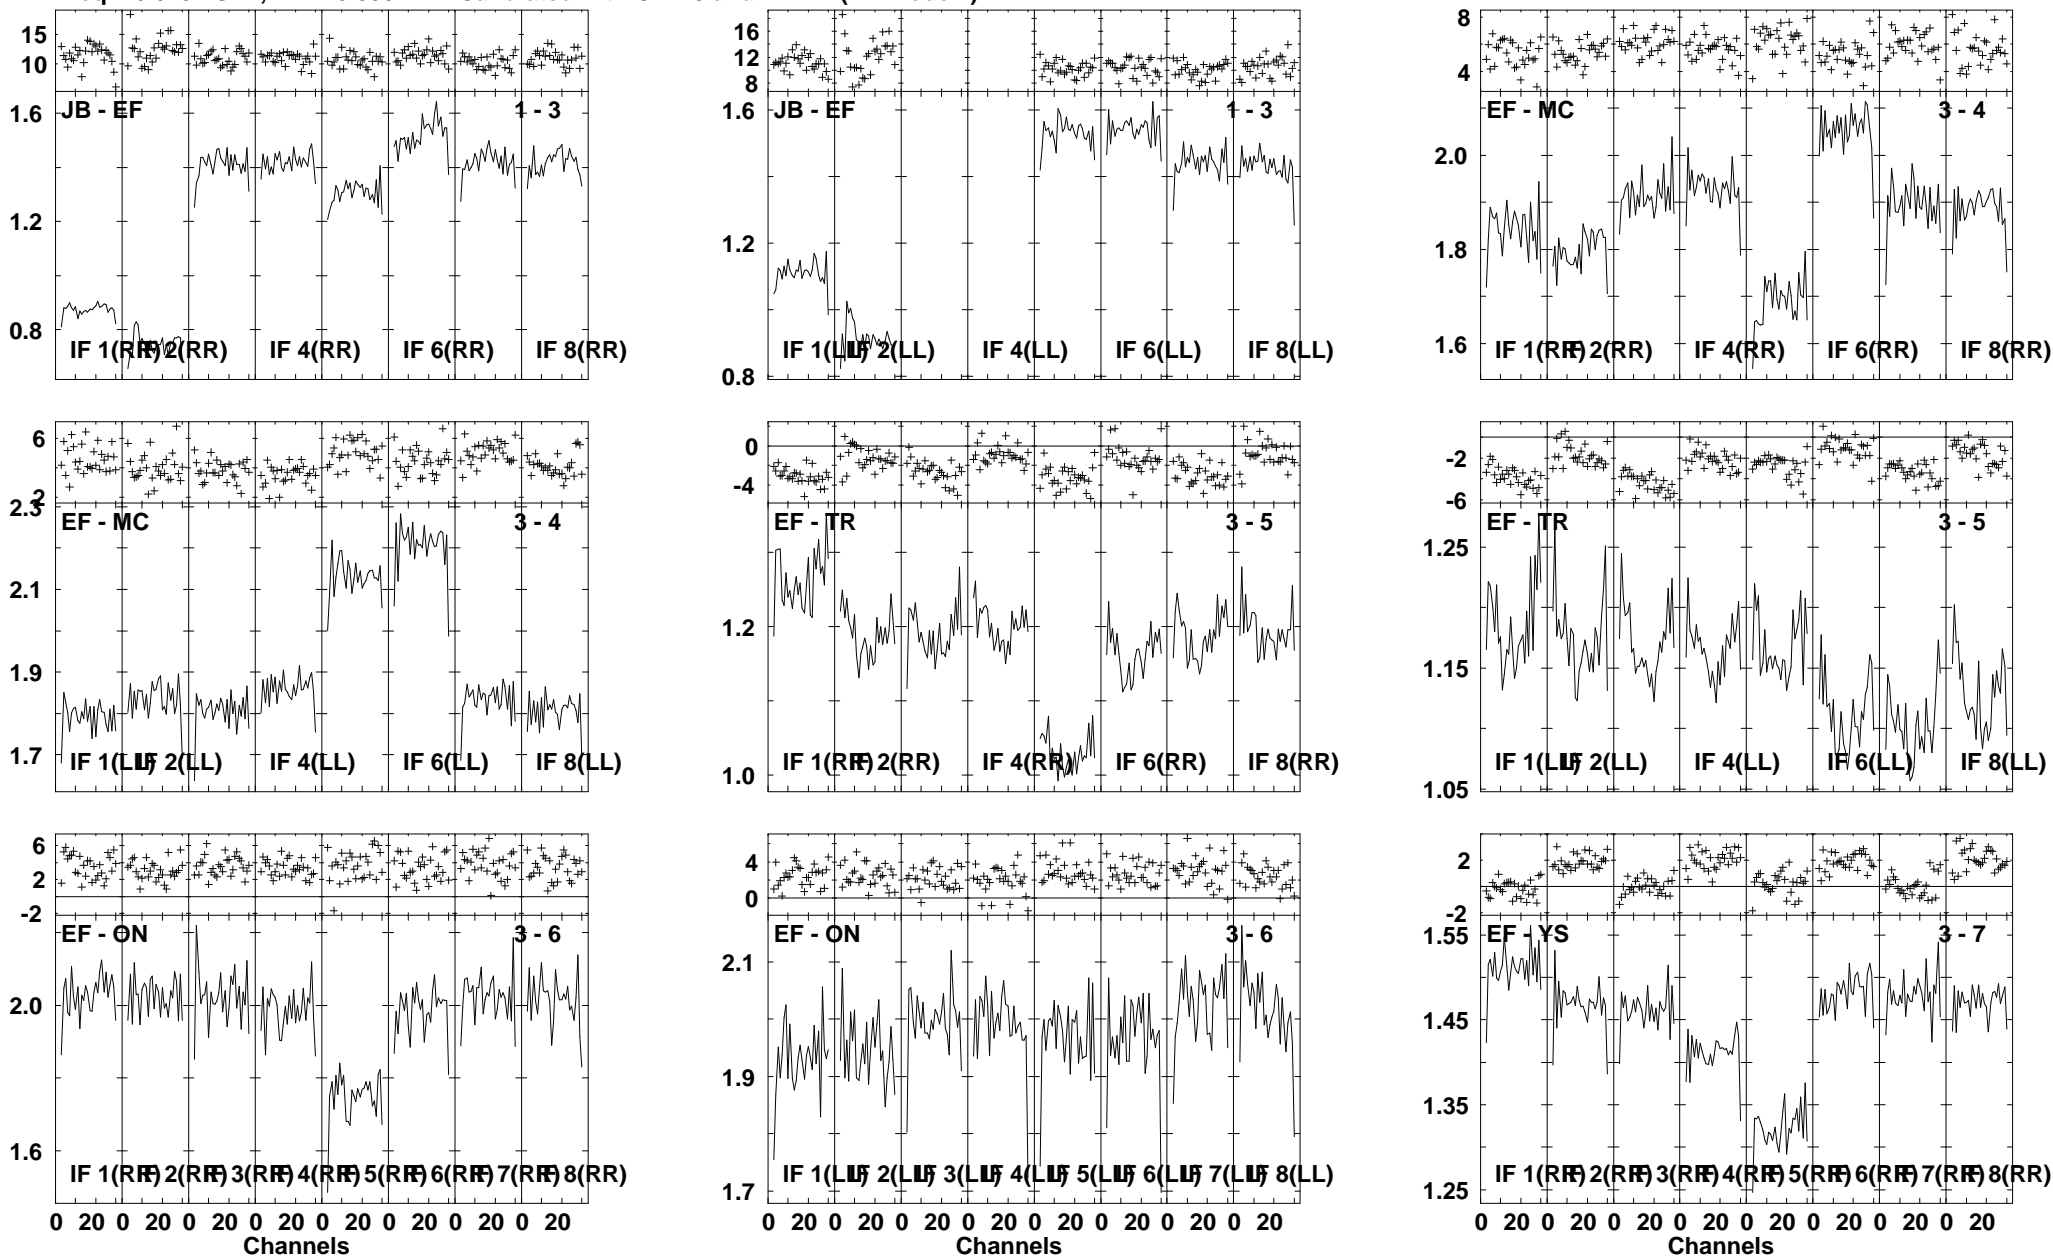 15
10
JB - EF 1 - 3
1.6
1.2
0.8
IF 1(RR) IF 2(RR) IF 4(RR) IF 6(RR) IF 8(RR)
16
12
8
JB - EF 1 - 3
1.6
1.2
0.8
IF 1(LL) IF 2(LL) IF 4(LL) IF 6(LL) IF 8(LL)
8
4
EF - MC 3 - 4
2.0
1.8
1.6
IF 1(RR) IF 2(RR) IF 4(RR) IF 6(RR) IF 8(RR)
6
2
2.3
EF - MC 3 - 4
2.1
1.9
1.7
IF 1(LL) IF 2(LL) IF 4(LL) IF 6(LL) IF 8(LL)
0
-4
EF - TR 3 - 5
1.2
1.0
IF 1(RR) IF 2(RR) IF 4(RR) IF 6(RR) IF 8(RR)
-2
-6
EF - TR 3 - 5
1.25
1.15
1.05
IF 1(LL) IF 2(LL) IF 4(LL) IF 6(LL) IF 8(LL)
6
2
-2
EF - ON 3 - 6
2.0
1.6
IF 1(RR) IF 2(RR) IF 3(RR) IF 4(RR) IF 5(RR) IF 6(RR) IF 7(RR) IF 8(RR)
0 20 0 20 0 20 0 20 0 20 0 20 0 20 0 20
Channels
4
0
EF - ON 3 - 6
2.1
1.9
1.7
IF 1(LL) IF 2(LL) IF 3(LL) IF 4(LL) IF 5(LL) IF 6(LL) IF 7(LL) IF 8(LL)
0 20 0 20 0 20 0 20 0 20 0 20 0 20 0 20
Channels
2
-2
EF - YS 3 - 7
1.55
1.45
1.35
1.25
IF 1(RR) IF 2(RR) IF 3(RR) IF 4(RR) IF 5(RR) IF 6(RR) IF 7(RR) IF 8(RR)
0 20 0 20 0 20 0 20 0 20 0 20 0 20 0 20
Channels